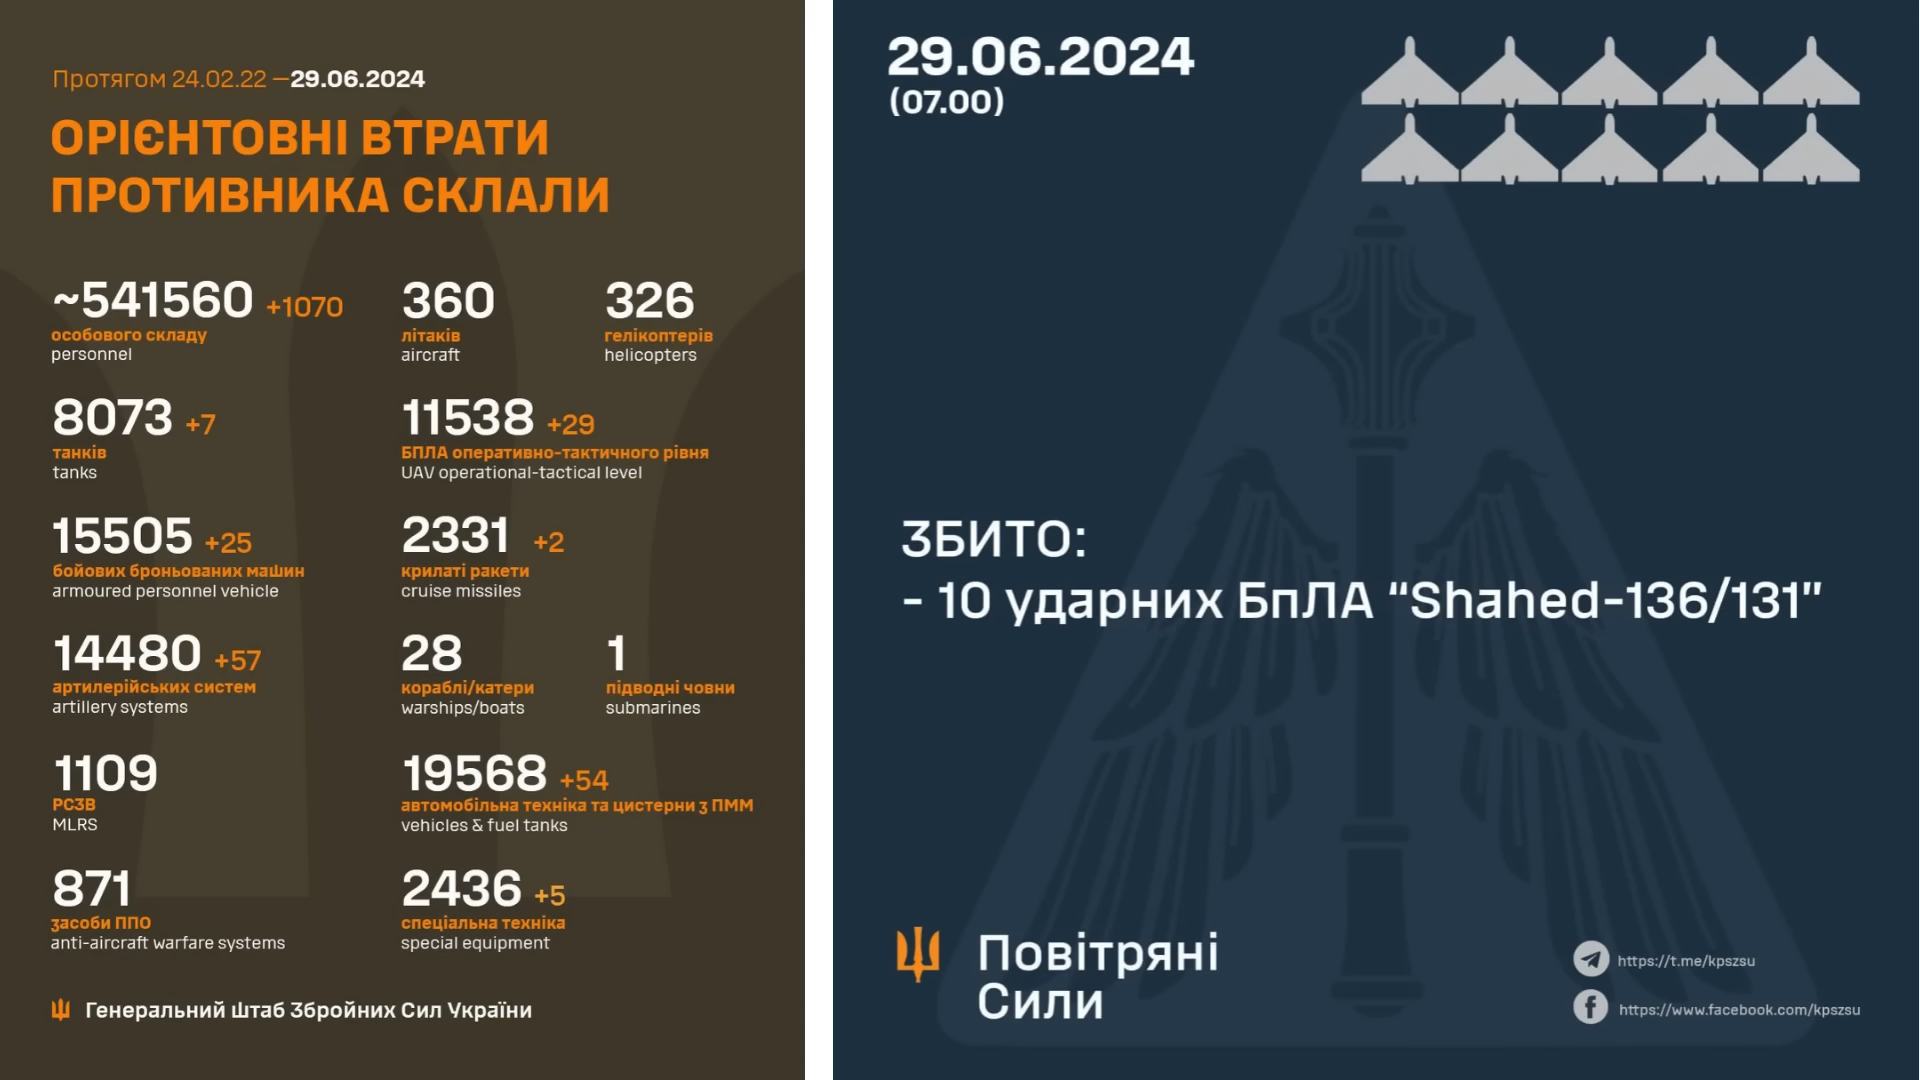 Протягом 24.02.22 —29.06.2024
ОРІЄНТОВНІ ВТРАТИ
ПРОТИВНИКА СКЛАЛИ
~541560 +1070
особового складу
personnel
360
літаків
aircraft
326
гелікоптерів
helicopters
8073 +7
танків
tanks
11538 +29
БПЛА оперативно-тактичного рівня
UAV operational-tactical level
15505 +25
бойових броньованих машин
armoured personnel vehicle
2331 +2
крилаті ракети
cruise missiles
14480 +57
артилерійських систем
artillery systems
28
кораблі/катери
warships/boats
1
підводні човни
submarines
1109
РСЗВ
MLRS
19568 +54
автомобільна техніка та цистерни з ПММ
vehicles & fuel tanks
871
засоби ППО
anti-aircraft warfare systems
2436 +5
спеціальна техніка
special equipment
Генеральний штаб Збройних Сил України
29.06.2024
(07.00)
ЗБИТО:
- 10 ударних БпЛА “Shahed-136/131”
Повітряні
Сили
https://t.me/kpszsu
https://www.facebook.com/kpszsu